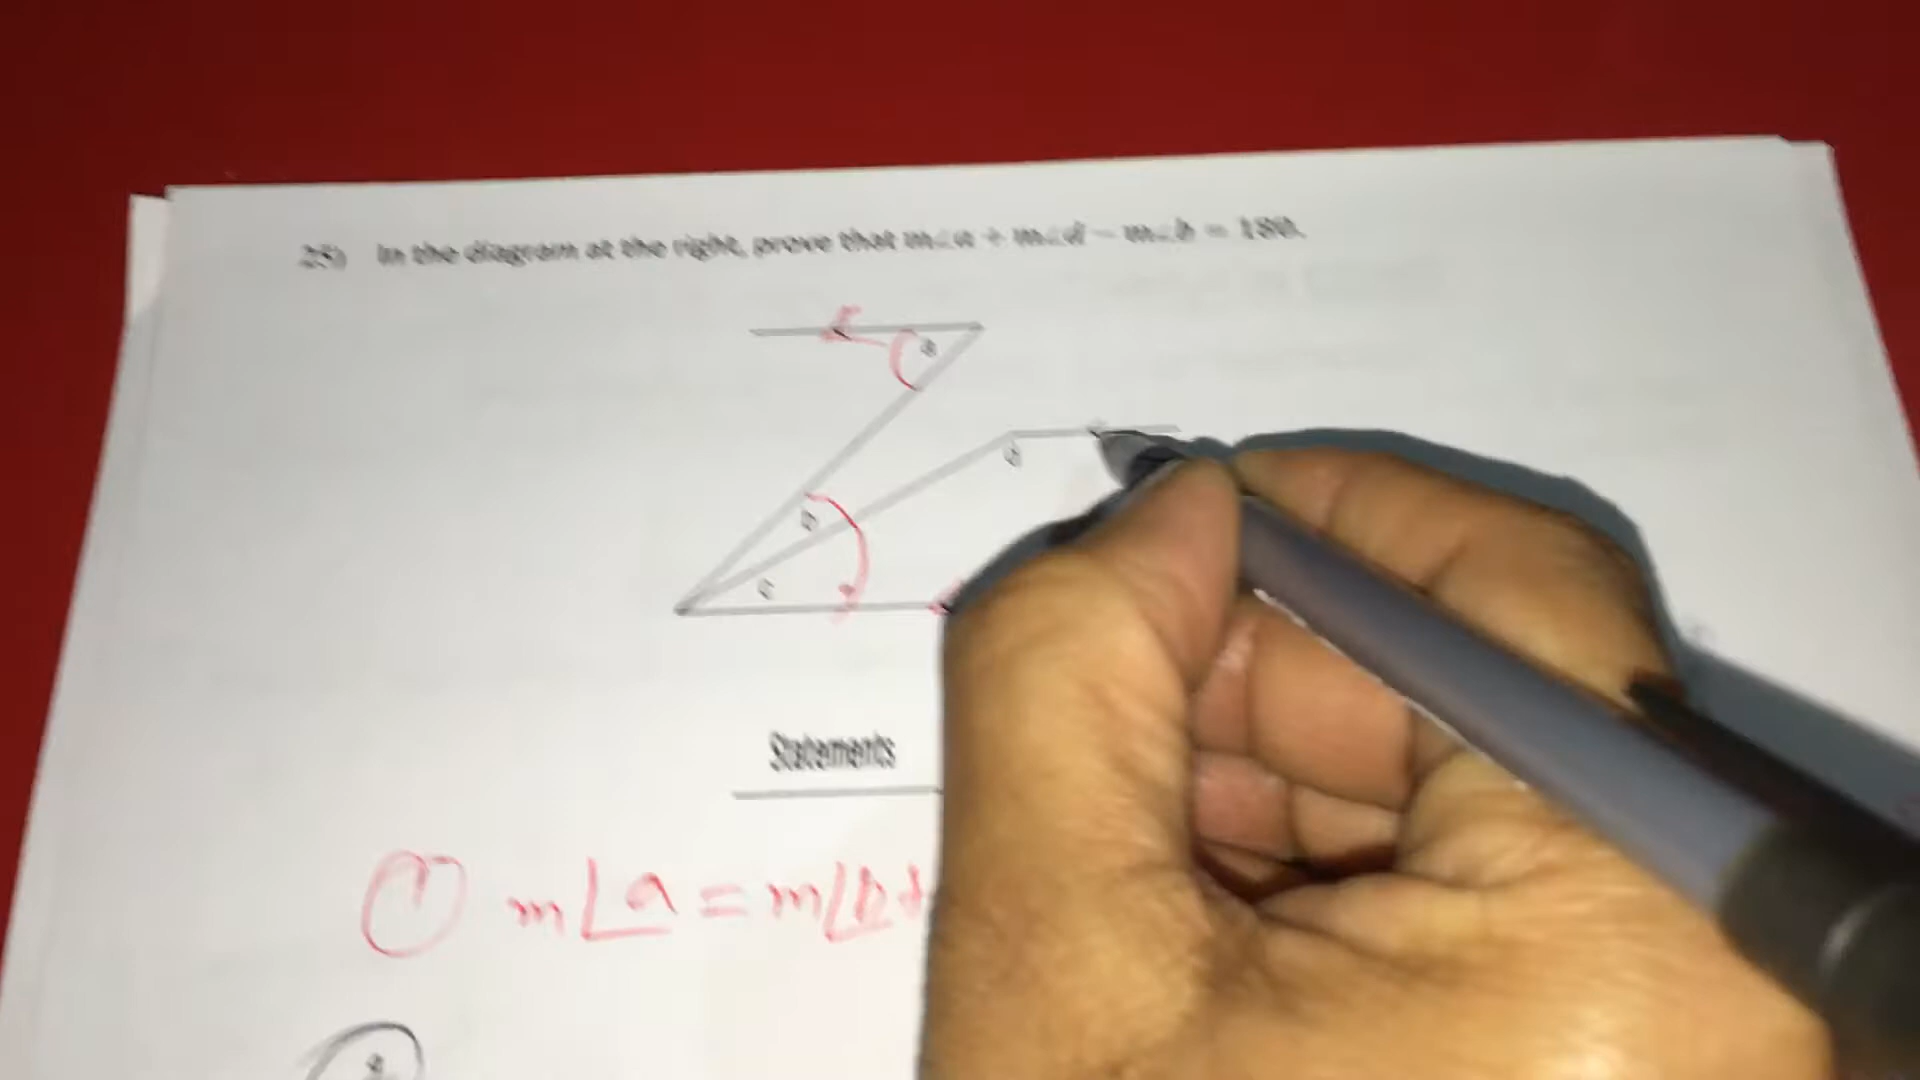 25) In the diagram at the right, prove that m∠a + m∠d − m∠b = 180.
a
d
b
c
Statements
① m∠a = m∠b +